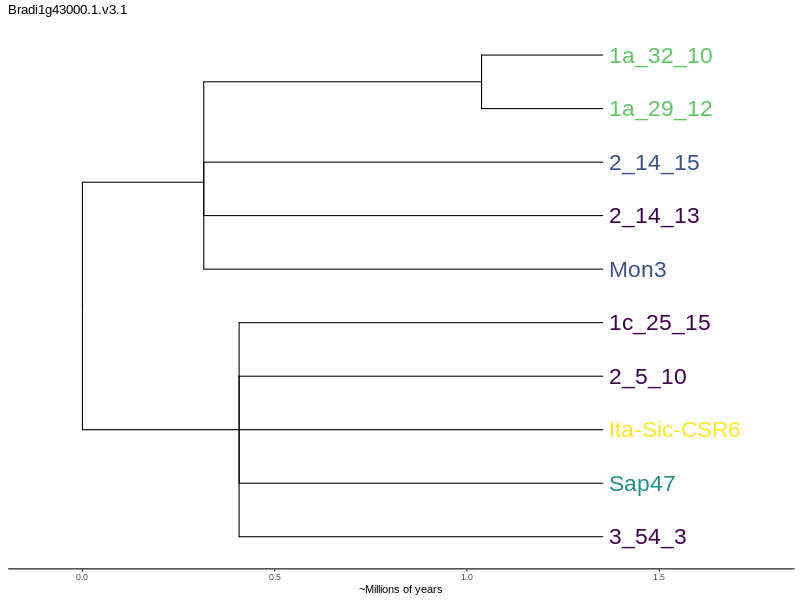 Bradi1g43000.1.v3.1
1a_32_10
1a_29_12
2_14_15
2_14_13
Mon3
1c_25_15
2_5_10
Ita-Sic-CSR6
Sap47
3_54_3
0.0 0.5 1.0 1.5
~Millions of years